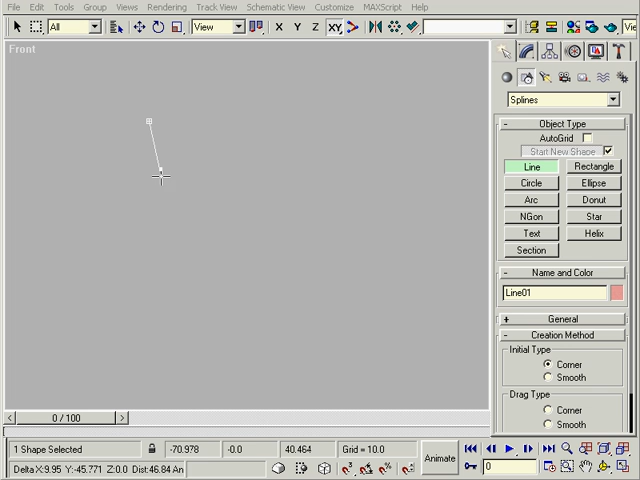 File Edit Tools Group Views Rendering Track View Schematic View Customize MAXScript Help
All View X Y Z XY
Front
Splines
- Object Type
AutoGrid
Start New Shape
Line Rectangle
Circle Ellipse
Arc Donut
NGon Star
Text Helix
Section
- Name and Color
Line01
+ General
- Creation Method
Initial Type
Corner
Smooth
Drag Type
Corner
Smooth
< 0 / 100 >
1 Shape Selected -70.978 -0.0 40.464 Grid = 10.0
Animate
Delta X:9.95 Y:-45.771 Z:0.0 Dist:46.84 An
0